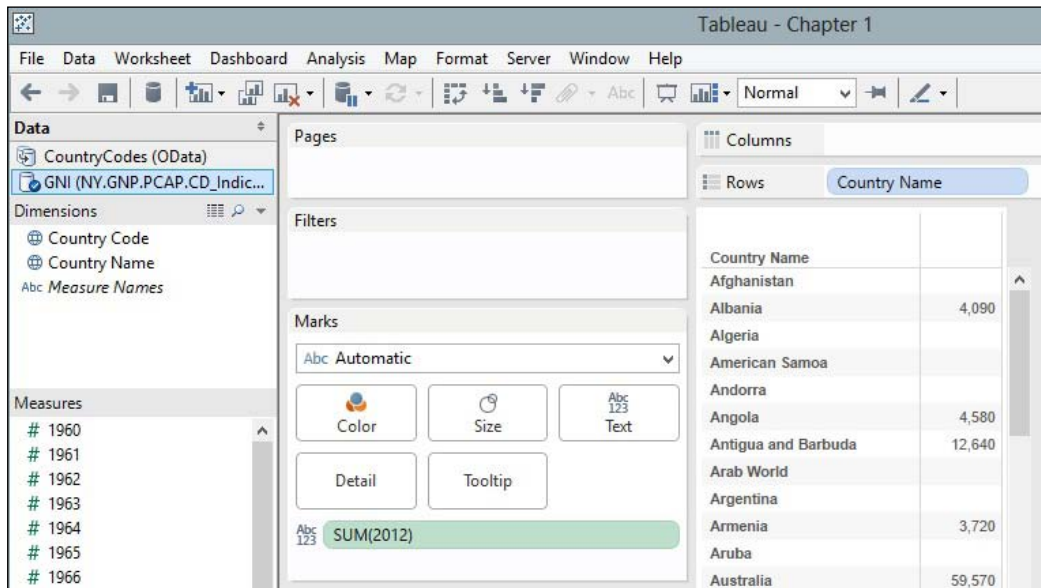 Tableau - Chapter 1
File Data Worksheet Dashboard Analysis Map Format Server Window Help
Abc Normal
Data
CountryCodes (OData)
GNI (NY.GNP.PCAP.CD_Indic...
Dimensions
Country Code
Country Name
Abc Measure Names
Measures
# 1960
# 1961
# 1962
# 1963
# 1964
# 1965
# 1966
Pages
Filters
Marks
Abc Automatic
Color
Size
Abc 123 Text
Detail
Tooltip
Abc 123 SUM(2012)
Columns
Rows Country Name
Country Name
Afghanistan
Albania 4,090
Algeria
American Samoa
Andorra
Angola 4,580
Antigua and Barbuda 12,640
Arab World
Argentina
Armenia 3,720
Aruba
Australia 59,570